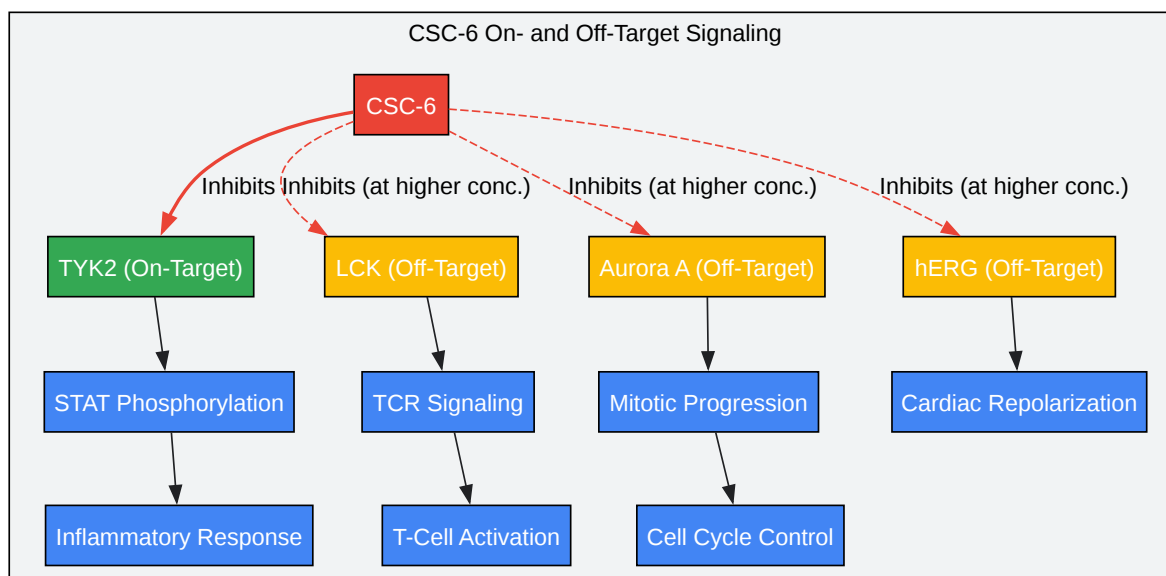 CSC-6 On- and Off-Target Signaling
CSC-6
Inhibits
Inhibits (at higher conc.)
Inhibits (at higher conc.)
Inhibits (at higher conc.)
TYK2 (On-Target)
LCK (Off-Target)
Aurora A (Off-Target)
hERG (Off-Target)
STAT Phosphorylation
TCR Signaling
Mitotic Progression
Cardiac Repolarization
Inflammatory Response
T-Cell Activation
Cell Cycle Control